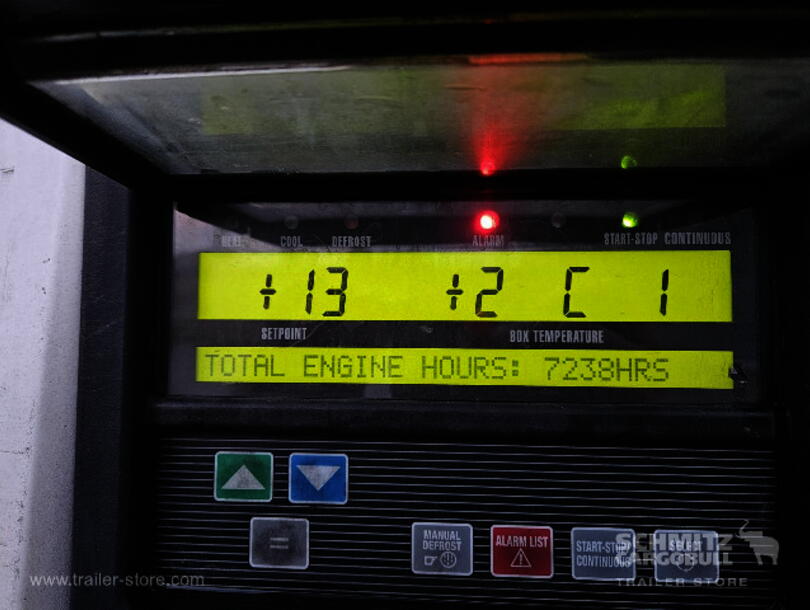 HEAT COOL DEFROST ALARM START-STOP CONTINUOUS
+13 +2 C 1
SETPOINT BOX TEMPERATURE
TOTAL ENGINE HOURS: 7238HRS
MANUAL DEFROST
ALARM LIST
START-STOP/
CONTINUOUS
SELECT
=
SCHMITZ
CARGOBULL
TRAILER STORE
www.trailer-store.com